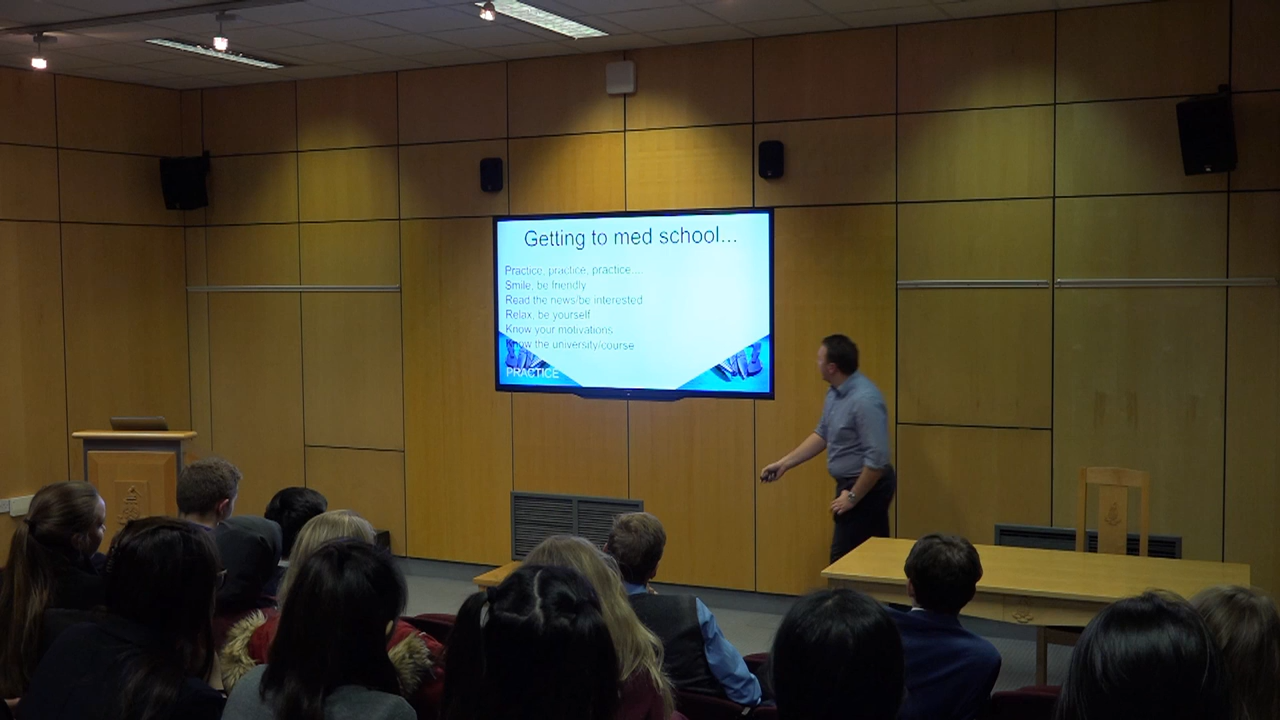 Getting to med school...
Practice, practice, practice....
Smile, be friendly
Read the news/be interested
Relax, be yourself
Know your motivations
Know the university/course
PRACTICE